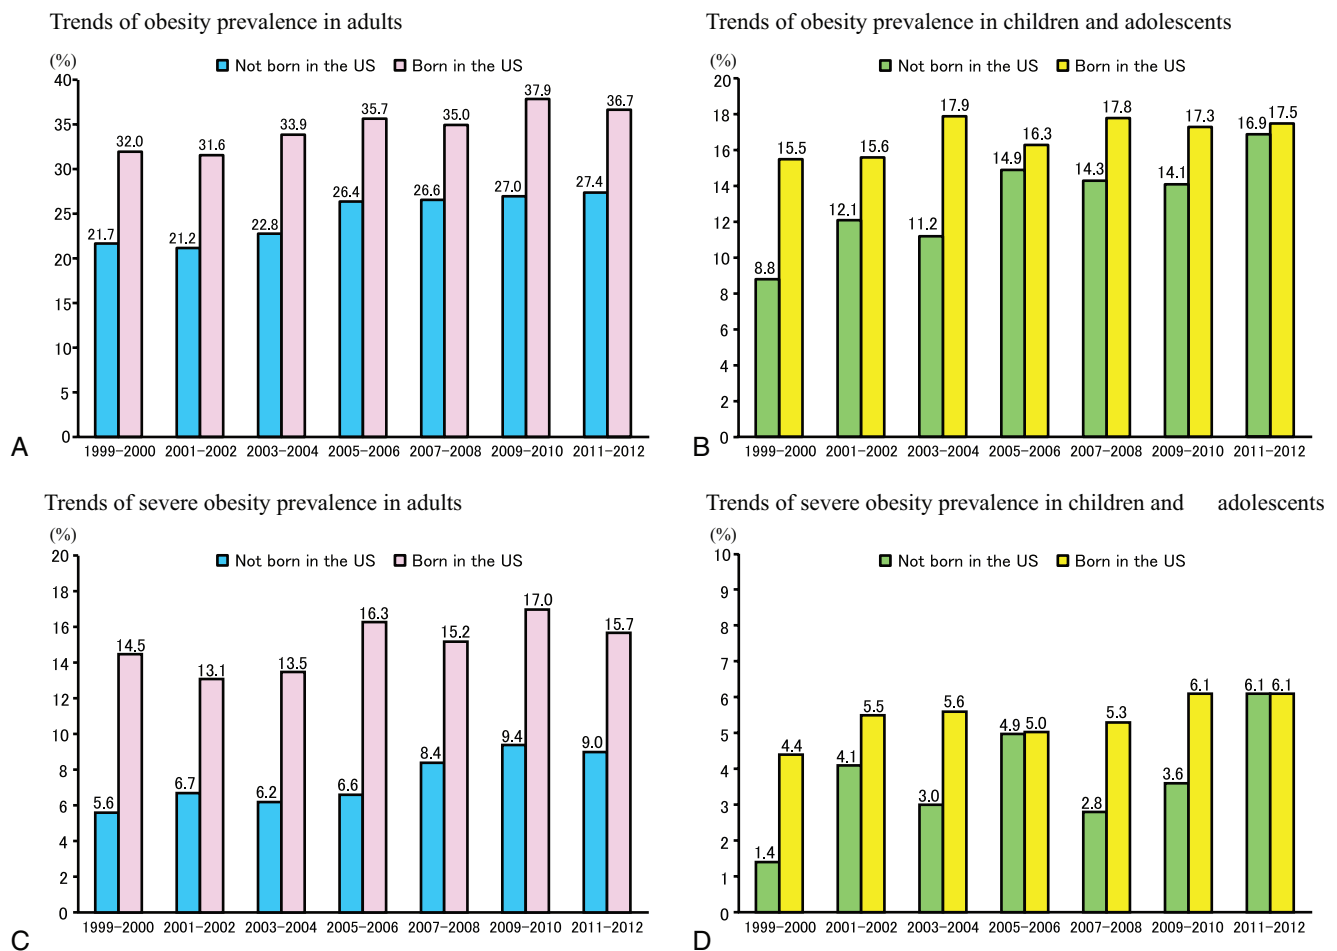 Trends of obesity prevalence in adults
(%)
Not born in the US Born in the US
40
35
30
25
20
15
10
5
0
21.7 32.0 21.2 31.6 22.8 33.9 26.4 35.7 26.6 35.0 27.0 37.9 27.4 36.7
1999-2000 2001-2002 2003-2004 2005-2006 2007-2008 2009-2010 2011-2012
A
Trends of obesity prevalence in children and adolescents
(%)
Not born in the US Born in the US
20
18
16
14
12
10
8
6
4
2
0
8.8 15.5 12.1 15.6 11.2 17.9 14.9 16.3 14.3 17.8 14.1 17.3 16.9 17.5
1999-2000 2001-2002 2003-2004 2005-2006 2007-2008 2009-2010 2011-2012
B
Trends of severe obesity prevalence in adults
(%)
Not born in the US Born in the US
20
18
16
14
12
10
8
6
4
2
0
5.6 14.5 6.7 13.1 6.2 13.5 6.6 16.3 8.4 15.2 9.4 17.0 9.0 15.7
1999-2000 2001-2002 2003-2004 2005-2006 2007-2008 2009-2010 2011-2012
C
Trends of severe obesity prevalence in children and adolescents
(%)
Not born in the US Born in the US
10
9
8
7
6
5
4
3
2
1
0
1.4 4.4 4.1 5.5 3.0 5.6 4.9 5.0 2.8 5.3 3.6 6.1 6.1 6.1
1999-2000 2001-2002 2003-2004 2005-2006 2007-2008 2009-2010 2011-2012
D